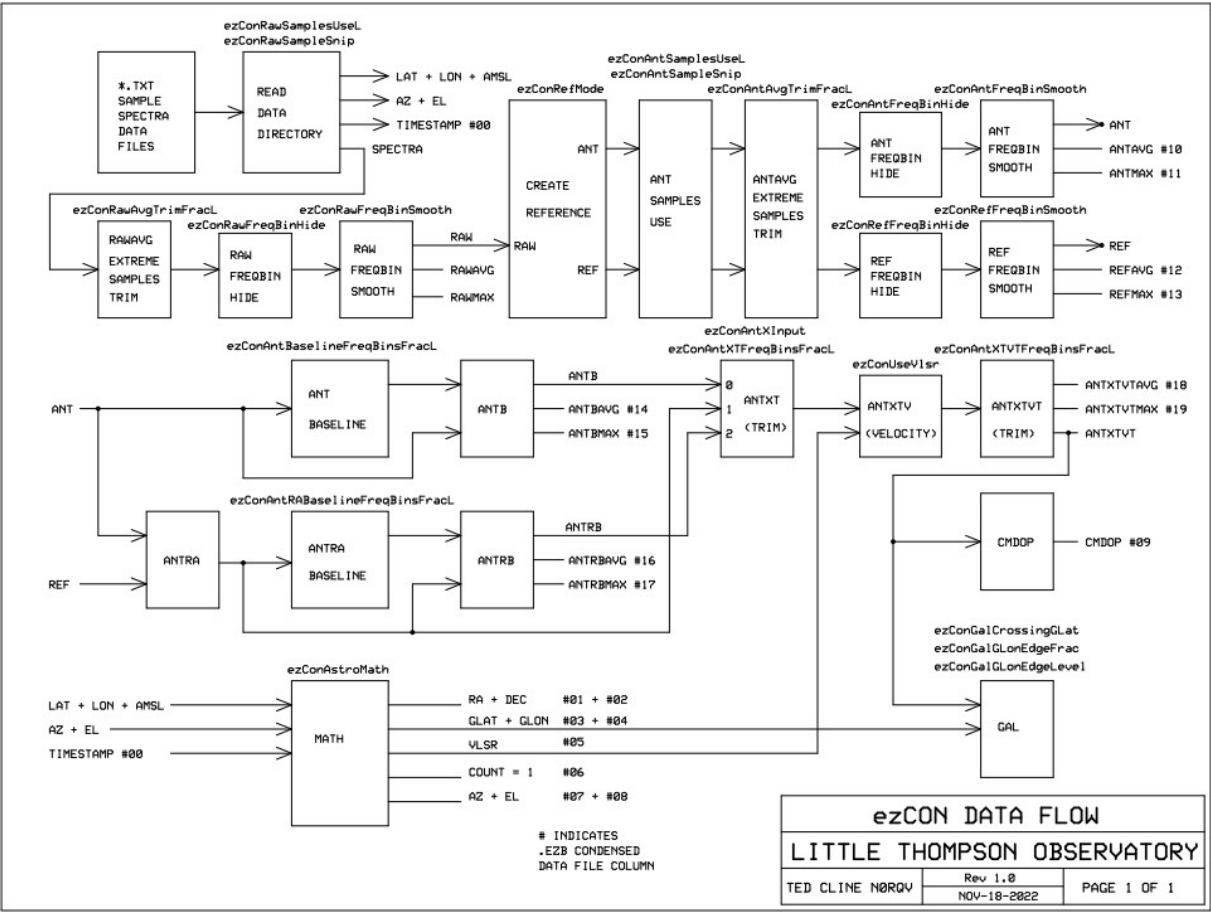 ezConRawSamplesUseL
ezConRawSampleSnip
*.TXT
SAMPLE
SPECTRA
DATA
FILES
READ
DATA
DIRECTORY
LAT + LON + AMSL
AZ + EL
TIMESTAMP #00
SPECTRA
ezConRefMode
CREATE
REFERENCE
ANT
RAW
REF
ezConAntSamplesUseL
ezConAntSampleSnip
ANT
SAMPLES
USE
ezConAntAvgTrimFracL
ANTAVG
EXTREME
SAMPLES
TRIM
ezConAntFreqBinHide
ANT
FREQBIN
HIDE
ezConAntFreqBinSmooth
ANT
FREQBIN
SMOOTH
ANT
ANTAVG #10
ANTMAX #11
ezConRawAvgTrimFracL
RAWAVG
EXTREME
SAMPLES
TRIM
ezConRawFreqBinHide
RAW
FREQBIN
HIDE
ezConRawFreqBinSmooth
RAW
FREQBIN
SMOOTH
RAW
RAWAVG
RAWMAX
ezConRefFreqBinHide
REF
FREQBIN
HIDE
ezConRefFreqBinSmooth
REF
FREQBIN
SMOOTH
REF
REFAVG #12
REFMAX #13
ezConAntBaselineFreqBinsFracL
ANT
ANT
BASELINE
ANTB
ANTB
ANTBAVG #14
ANTBMAX #15
ezConAntXInput
ezConAntXTFreqBinsFracL
0
1
2
ANTXT
(TRIM)
ezConUseVlsr
ANTXTV
(VELOCITY)
ezConAntXTVTFreqBinsFracL
ANTXTVT
(TRIM)
ANTXTVTAVG #18
ANTXTVTMAX #19
ANTXTVT
ezConAntRABaselineFreqBinsFracL
REF
ANTRA
ANTRA
BASELINE
ANTRB
ANTRB
ANTRBAVG #16
ANTRBMAX #17
CMDOP
CMDOP #09
ezConGalCrossingGLat
ezConGalGLonEdgeFrac
ezConGalGLonEdgeLevel
GAL
ezConAstroMath
LAT + LON + AMSL
AZ + EL
TIMESTAMP #00
MATH
RA + DEC #01 + #02
GLAT + GLON #03 + #04
VLSR #05
COUNT = 1 #06
AZ + EL #07 + #08
# INDICATES
.EZB CONDENSED
DATA FILE COLUMN
ezCON DATA FLOW
LITTLE THOMPSON OBSERVATORY
TED CLINE N0RQV
Rev 1.0
NOV-18-2022
PAGE 1 OF 1